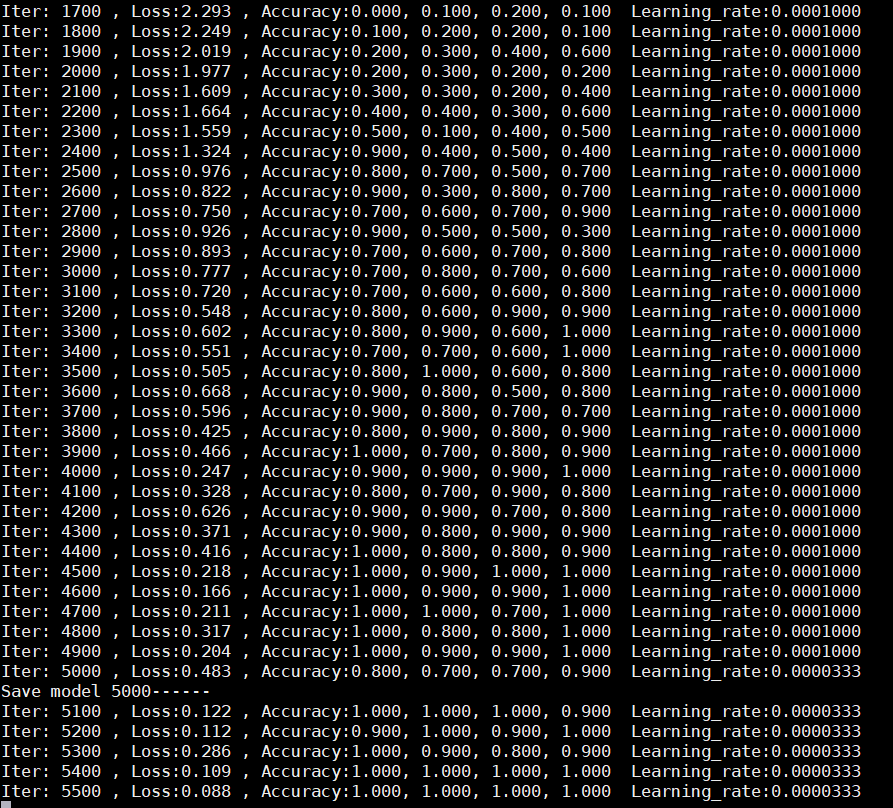 Iter: 1700 , Loss:2.293 , Accuracy:0.000, 0.100, 0.200, 0.100  Learning_rate:0.0001000
Iter: 1800 , Loss:2.249 , Accuracy:0.100, 0.200, 0.200, 0.100  Learning_rate:0.0001000
Iter: 1900 , Loss:2.019 , Accuracy:0.200, 0.300, 0.400, 0.600  Learning_rate:0.0001000
Iter: 2000 , Loss:1.977 , Accuracy:0.200, 0.300, 0.200, 0.200  Learning_rate:0.0001000
Iter: 2100 , Loss:1.609 , Accuracy:0.300, 0.300, 0.200, 0.400  Learning_rate:0.0001000
Iter: 2200 , Loss:1.664 , Accuracy:0.400, 0.400, 0.300, 0.600  Learning_rate:0.0001000
Iter: 2300 , Loss:1.559 , Accuracy:0.500, 0.100, 0.400, 0.500  Learning_rate:0.0001000
Iter: 2400 , Loss:1.324 , Accuracy:0.900, 0.400, 0.500, 0.400  Learning_rate:0.0001000
Iter: 2500 , Loss:0.976 , Accuracy:0.800, 0.700, 0.500, 0.700  Learning_rate:0.0001000
Iter: 2600 , Loss:0.822 , Accuracy:0.900, 0.300, 0.800, 0.700  Learning_rate:0.0001000
Iter: 2700 , Loss:0.750 , Accuracy:0.700, 0.600, 0.700, 0.900  Learning_rate:0.0001000
Iter: 2800 , Loss:0.926 , Accuracy:0.900, 0.500, 0.500, 0.300  Learning_rate:0.0001000
Iter: 2900 , Loss:0.893 , Accuracy:0.700, 0.600, 0.700, 0.800  Learning_rate:0.0001000
Iter: 3000 , Loss:0.777 , Accuracy:0.700, 0.800, 0.700, 0.600  Learning_rate:0.0001000
Iter: 3100 , Loss:0.720 , Accuracy:0.700, 0.600, 0.600, 0.800  Learning_rate:0.0001000
Iter: 3200 , Loss:0.548 , Accuracy:0.800, 0.600, 0.900, 0.900  Learning_rate:0.0001000
Iter: 3300 , Loss:0.602 , Accuracy:0.800, 0.900, 0.600, 1.000  Learning_rate:0.0001000
Iter: 3400 , Loss:0.551 , Accuracy:0.700, 0.700, 0.600, 1.000  Learning_rate:0.0001000
Iter: 3500 , Loss:0.505 , Accuracy:0.800, 1.000, 0.600, 0.800  Learning_rate:0.0001000
Iter: 3600 , Loss:0.668 , Accuracy:0.900, 0.800, 0.500, 0.800  Learning_rate:0.0001000
Iter: 3700 , Loss:0.596 , Accuracy:0.900, 0.800, 0.700, 0.700  Learning_rate:0.0001000
Iter: 3800 , Loss:0.425 , Accuracy:0.800, 0.900, 0.800, 0.900  Learning_rate:0.0001000
Iter: 3900 , Loss:0.466 , Accuracy:1.000, 0.700, 0.800, 0.900  Learning_rate:0.0001000
Iter: 4000 , Loss:0.247 , Accuracy:0.900, 0.900, 0.900, 1.000  Learning_rate:0.0001000
Iter: 4100 , Loss:0.328 , Accuracy:0.800, 0.700, 0.900, 0.800  Learning_rate:0.0001000
Iter: 4200 , Loss:0.626 , Accuracy:0.900, 0.900, 0.700, 0.800  Learning_rate:0.0001000
Iter: 4300 , Loss:0.371 , Accuracy:0.900, 0.800, 0.900, 0.900  Learning_rate:0.0001000
Iter: 4400 , Loss:0.416 , Accuracy:1.000, 0.800, 0.800, 0.900  Learning_rate:0.0001000
Iter: 4500 , Loss:0.218 , Accuracy:1.000, 0.900, 1.000, 1.000  Learning_rate:0.0001000
Iter: 4600 , Loss:0.166 , Accuracy:1.000, 0.900, 0.900, 1.000  Learning_rate:0.0001000
Iter: 4700 , Loss:0.211 , Accuracy:1.000, 1.000, 0.700, 1.000  Learning_rate:0.0001000
Iter: 4800 , Loss:0.317 , Accuracy:1.000, 0.800, 0.800, 1.000  Learning_rate:0.0001000
Iter: 4900 , Loss:0.204 , Accuracy:1.000, 0.900, 0.900, 1.000  Learning_rate:0.0001000
Iter: 5000 , Loss:0.483 , Accuracy:0.800, 0.700, 0.700, 0.900  Learning_rate:0.0000333
Save model 5000------
Iter: 5100 , Loss:0.122 , Accuracy:1.000, 1.000, 1.000, 0.900  Learning_rate:0.0000333
Iter: 5200 , Loss:0.112 , Accuracy:0.900, 1.000, 0.900, 1.000  Learning_rate:0.0000333
Iter: 5300 , Loss:0.286 , Accuracy:1.000, 0.900, 0.800, 0.900  Learning_rate:0.0000333
Iter: 5400 , Loss:0.109 , Accuracy:1.000, 1.000, 1.000, 1.000  Learning_rate:0.0000333
Iter: 5500 , Loss:0.088 , Accuracy:1.000, 1.000, 1.000, 1.000  Learning_rate:0.0000333